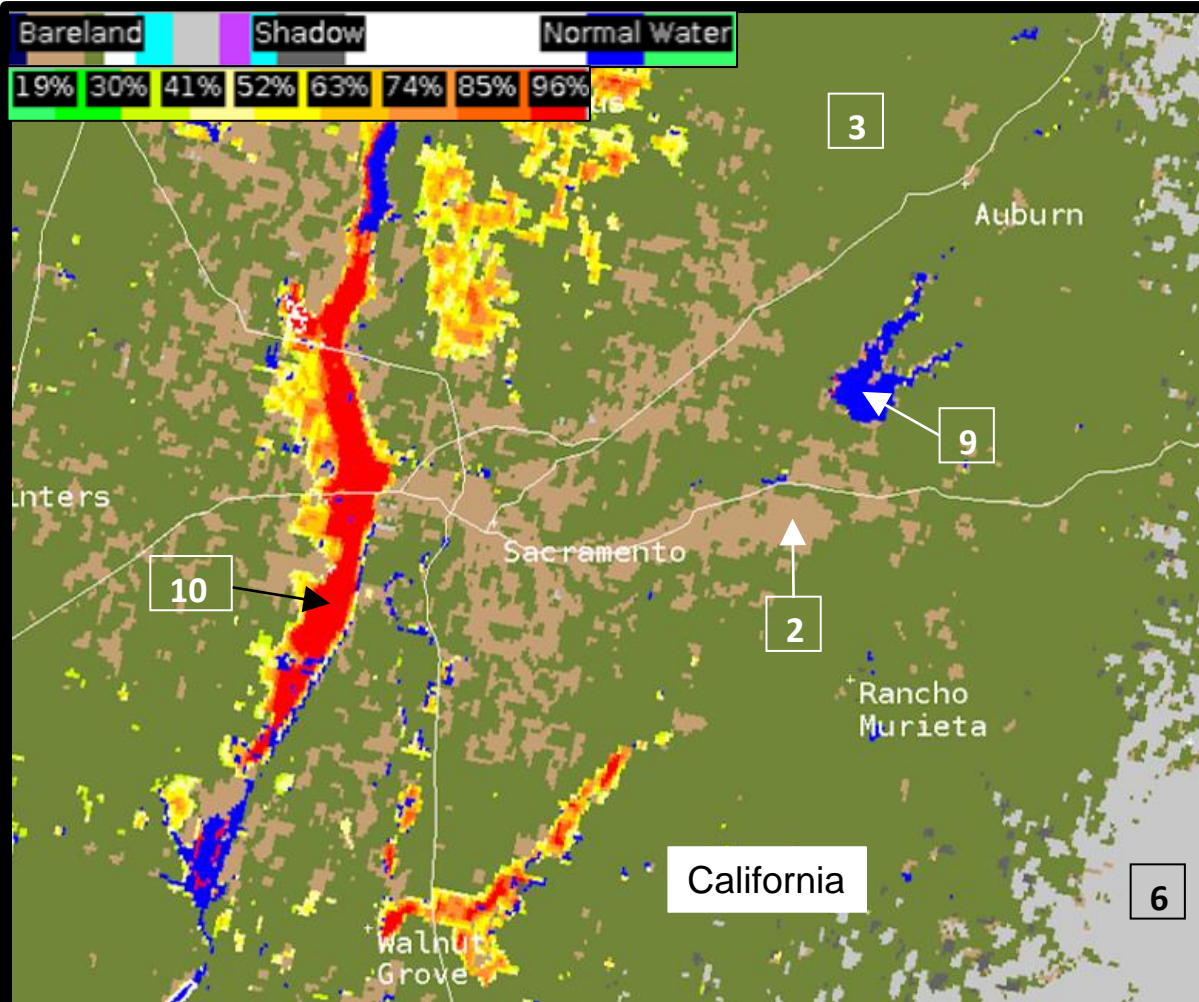 Bareland Shadow Normal Water
19% 30% 41% 52% 63% 74% 85% 96%
us
3
Auburn
9
inters
Sacramento
10
2
Rancho
Murieta
California
6
Walnut
Grove